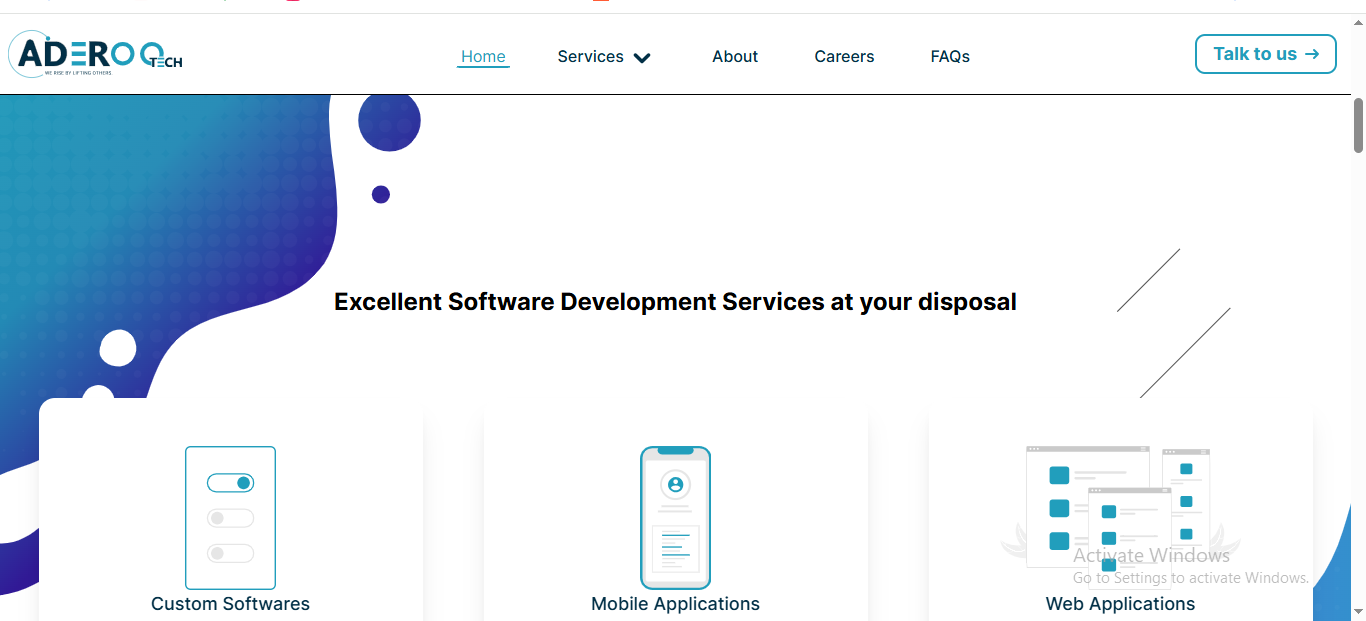 ADEROQ TECH
WE RISE BY LIFTING OTHERS
Home
Services
About
Careers
FAQs
Talk to us →
Excellent Software Development Services at your disposal
Custom Softwares
Mobile Applications
Web Applications
Activate Windows
Go to Settings to activate Windows.